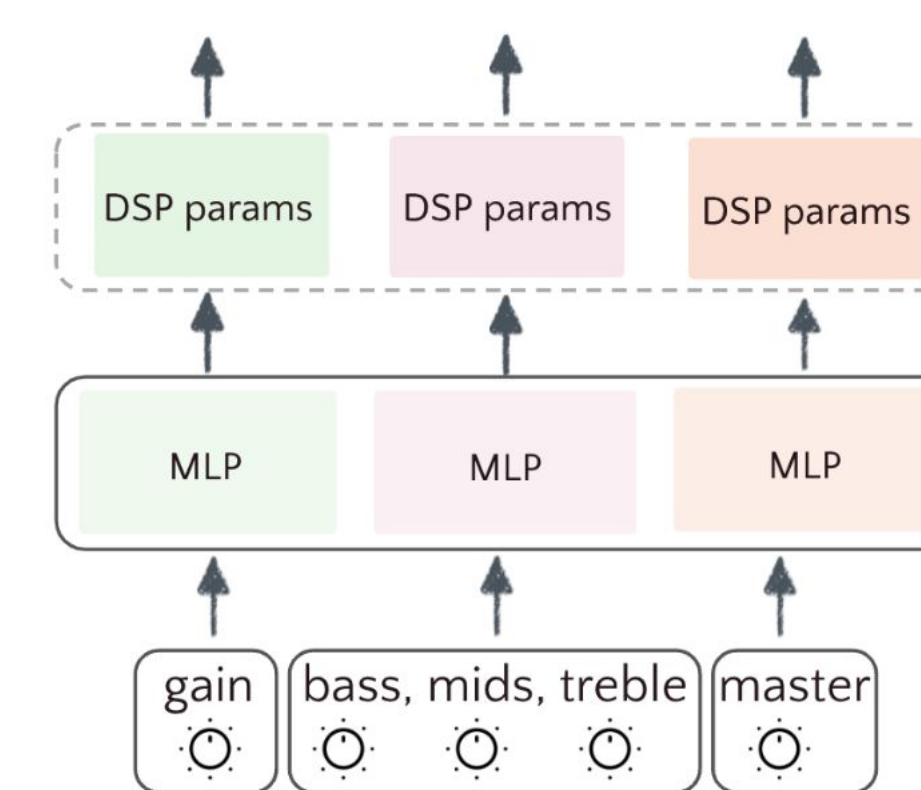 DSP params
DSP params
DSP params
MLP
MLP
MLP
gain
bass, mids, treble
master